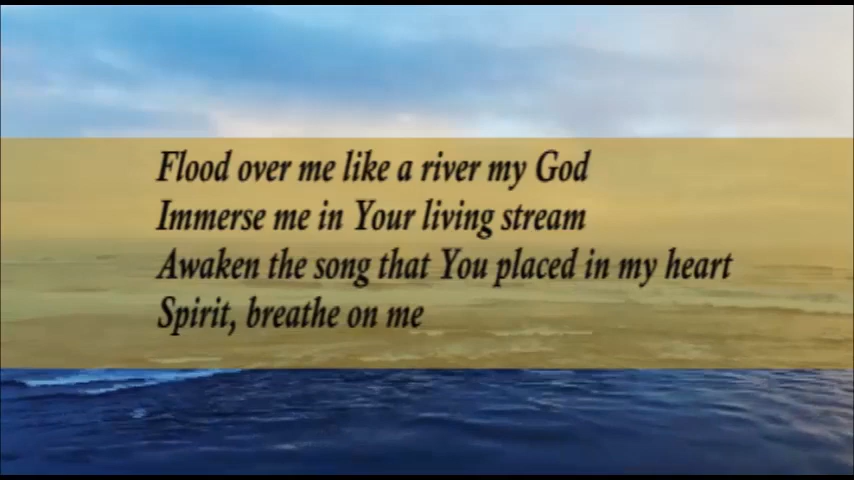 Flood over me like a river my God
Immerse me in Your living stream
Awaken the song that You placed in my heart
Spirit, breathe on me